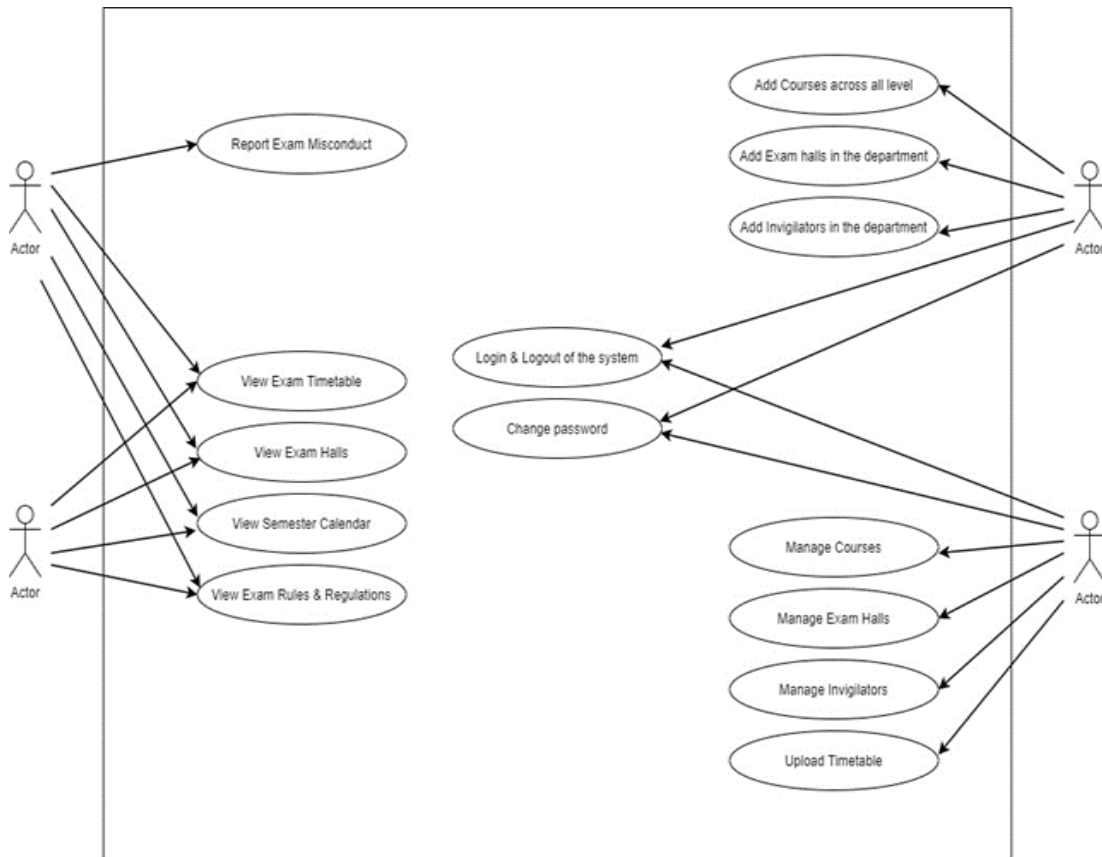 Add Courses across all level
Report Exam Misconduct
Add Exam halls in the department
Add Invigilators in the department
Actor
Actor
Login & Logout of the system
View Exam Timetable
Change password
View Exam Halls
View Semester Calendar
Manage Courses
View Exam Rules & Regulations
Actor
Actor
Manage Exam Halls
Manage Invigilators
Upload Timetable